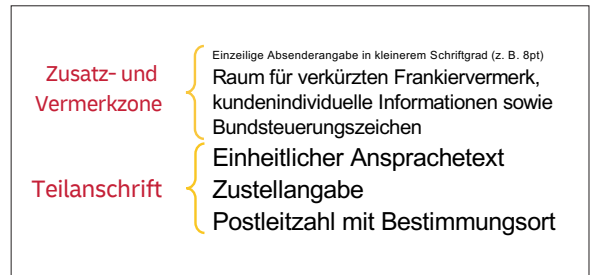 Zusatz- und
Vermerkzone
Einzeilige Absenderangabe in kleinerem Schriftgrad (z. B. 8pt)
Raum für verkürzten Frankiervermerk,
kundenindividuelle Informationen sowie
Bundsteuerungszeichen
Teilanschrift
Einheitlicher Ansprachetext
Zustellangabe
Postleitzahl mit Bestimmungsort